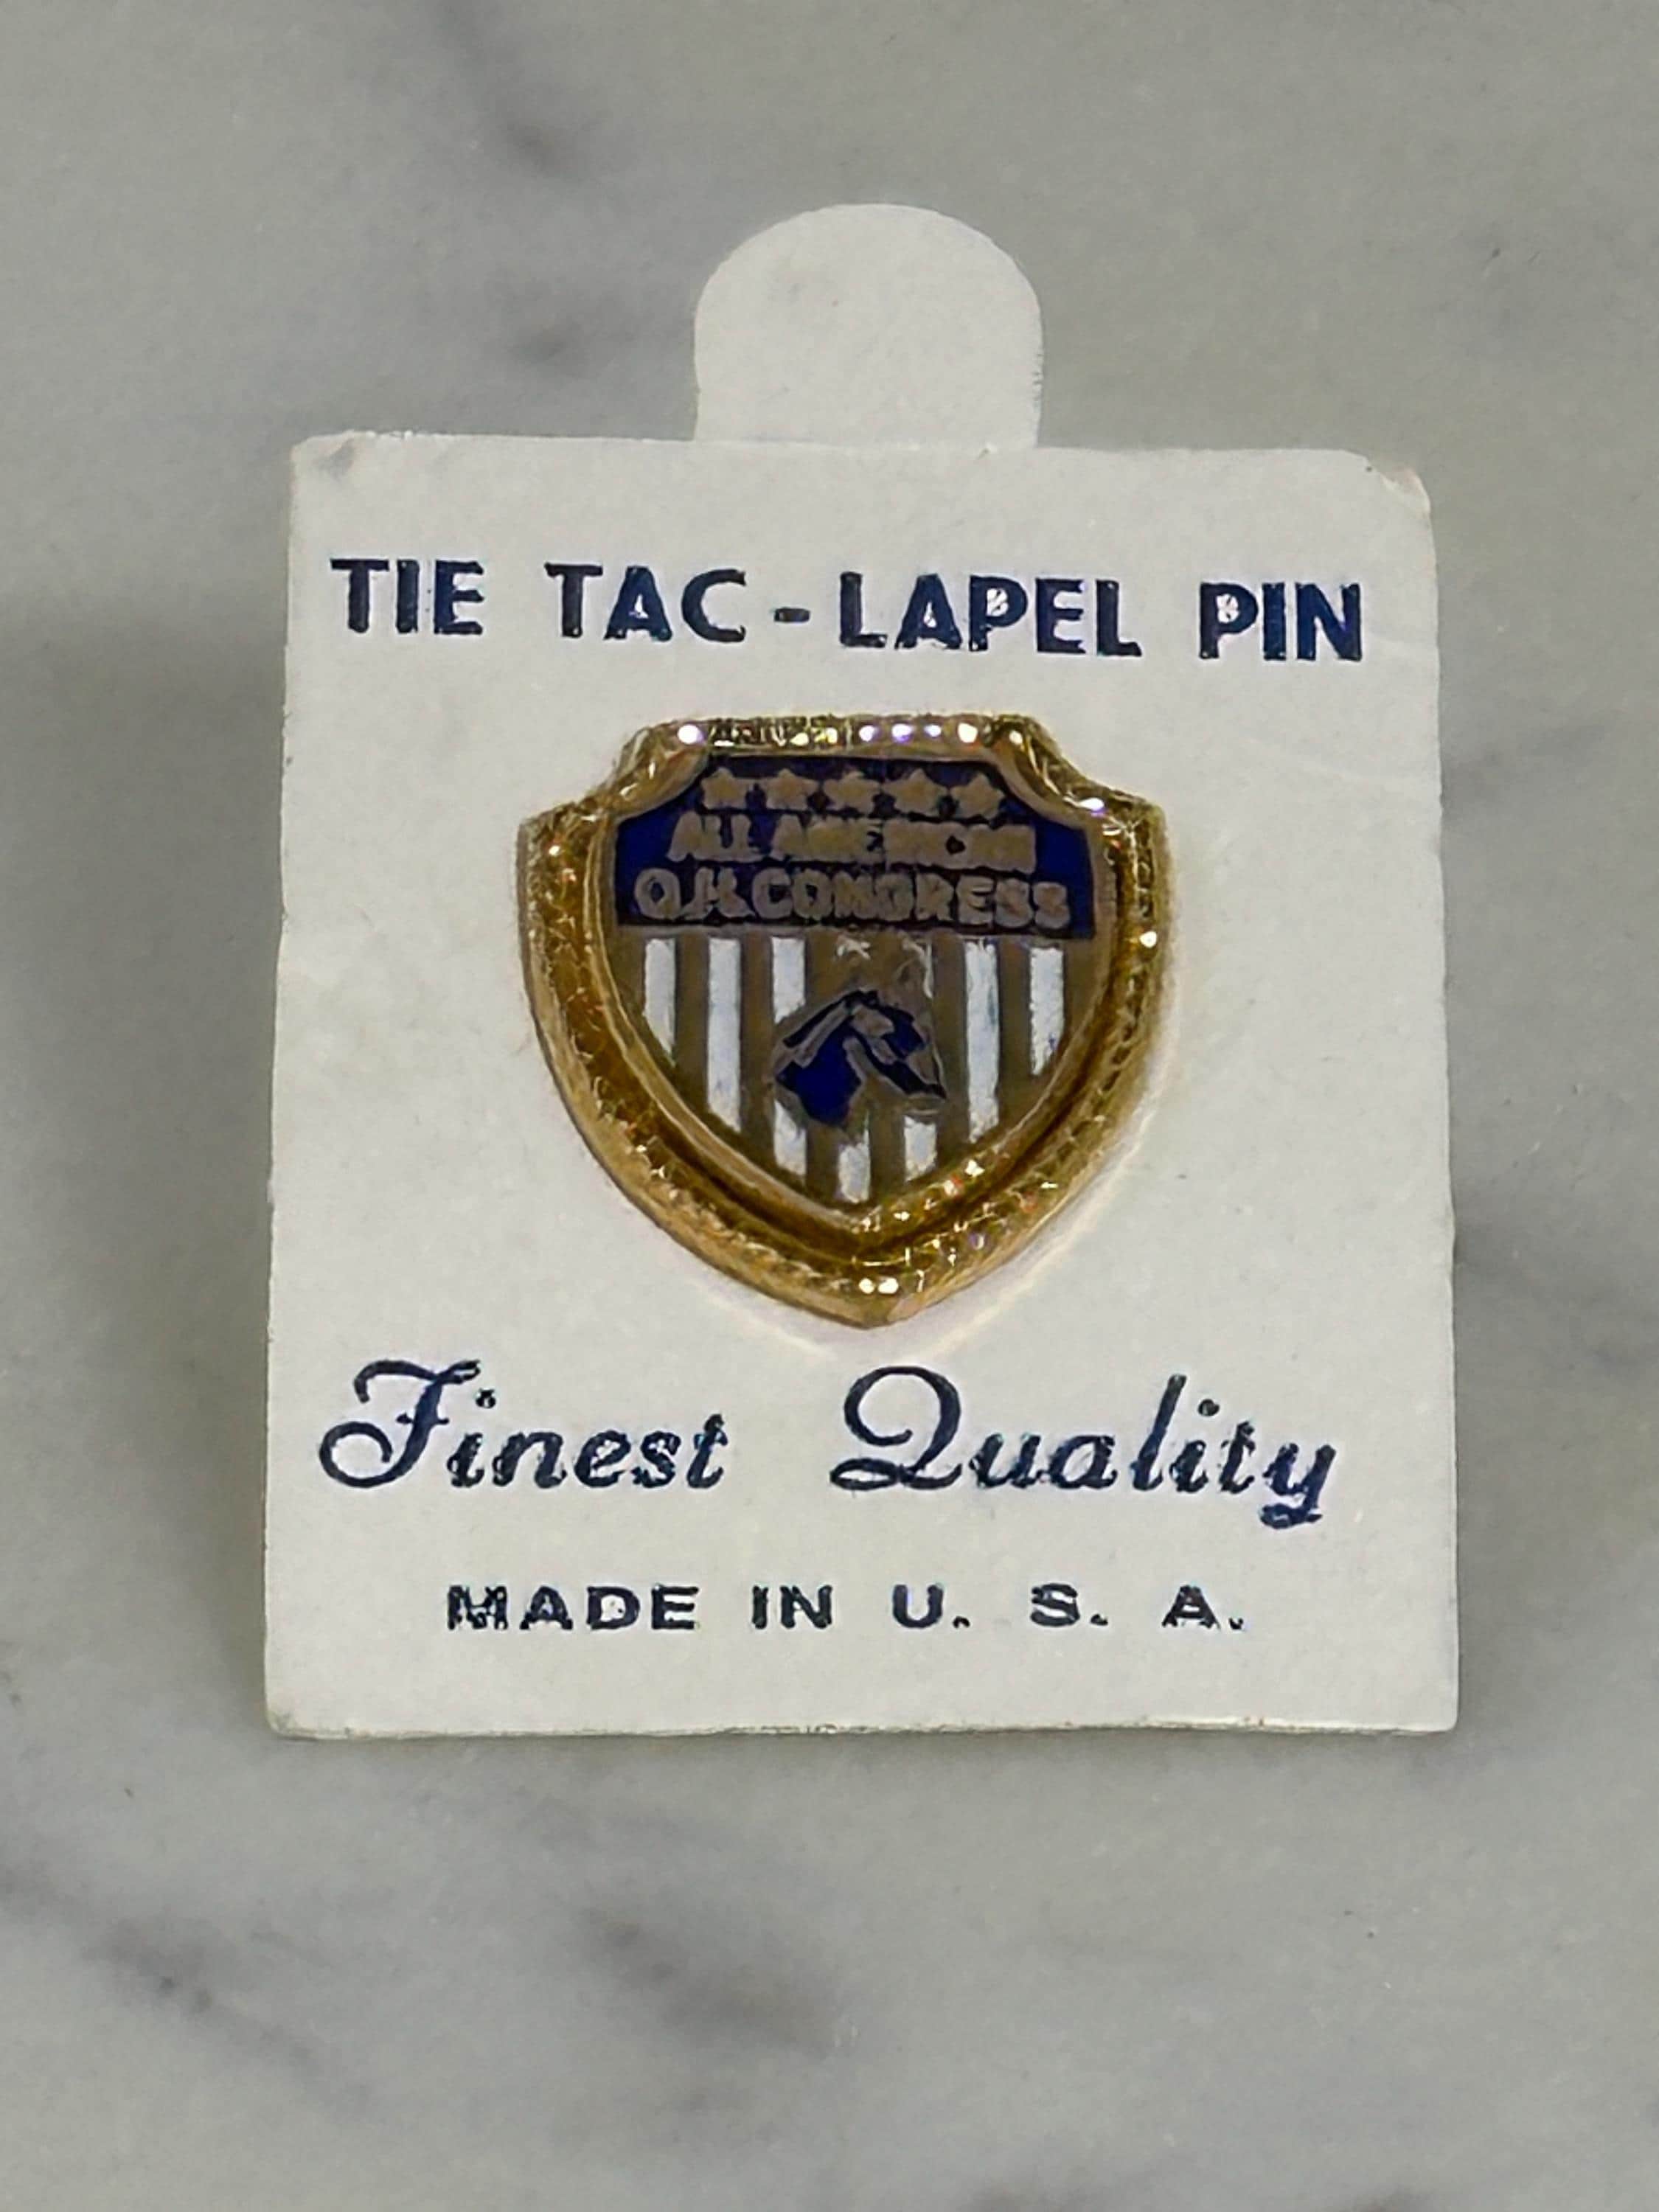 TIE TAC - LAPEL PIN
ALL AMERICAN
Q.H. CONGRESS
Finest Quality
MADE IN U. S. A.